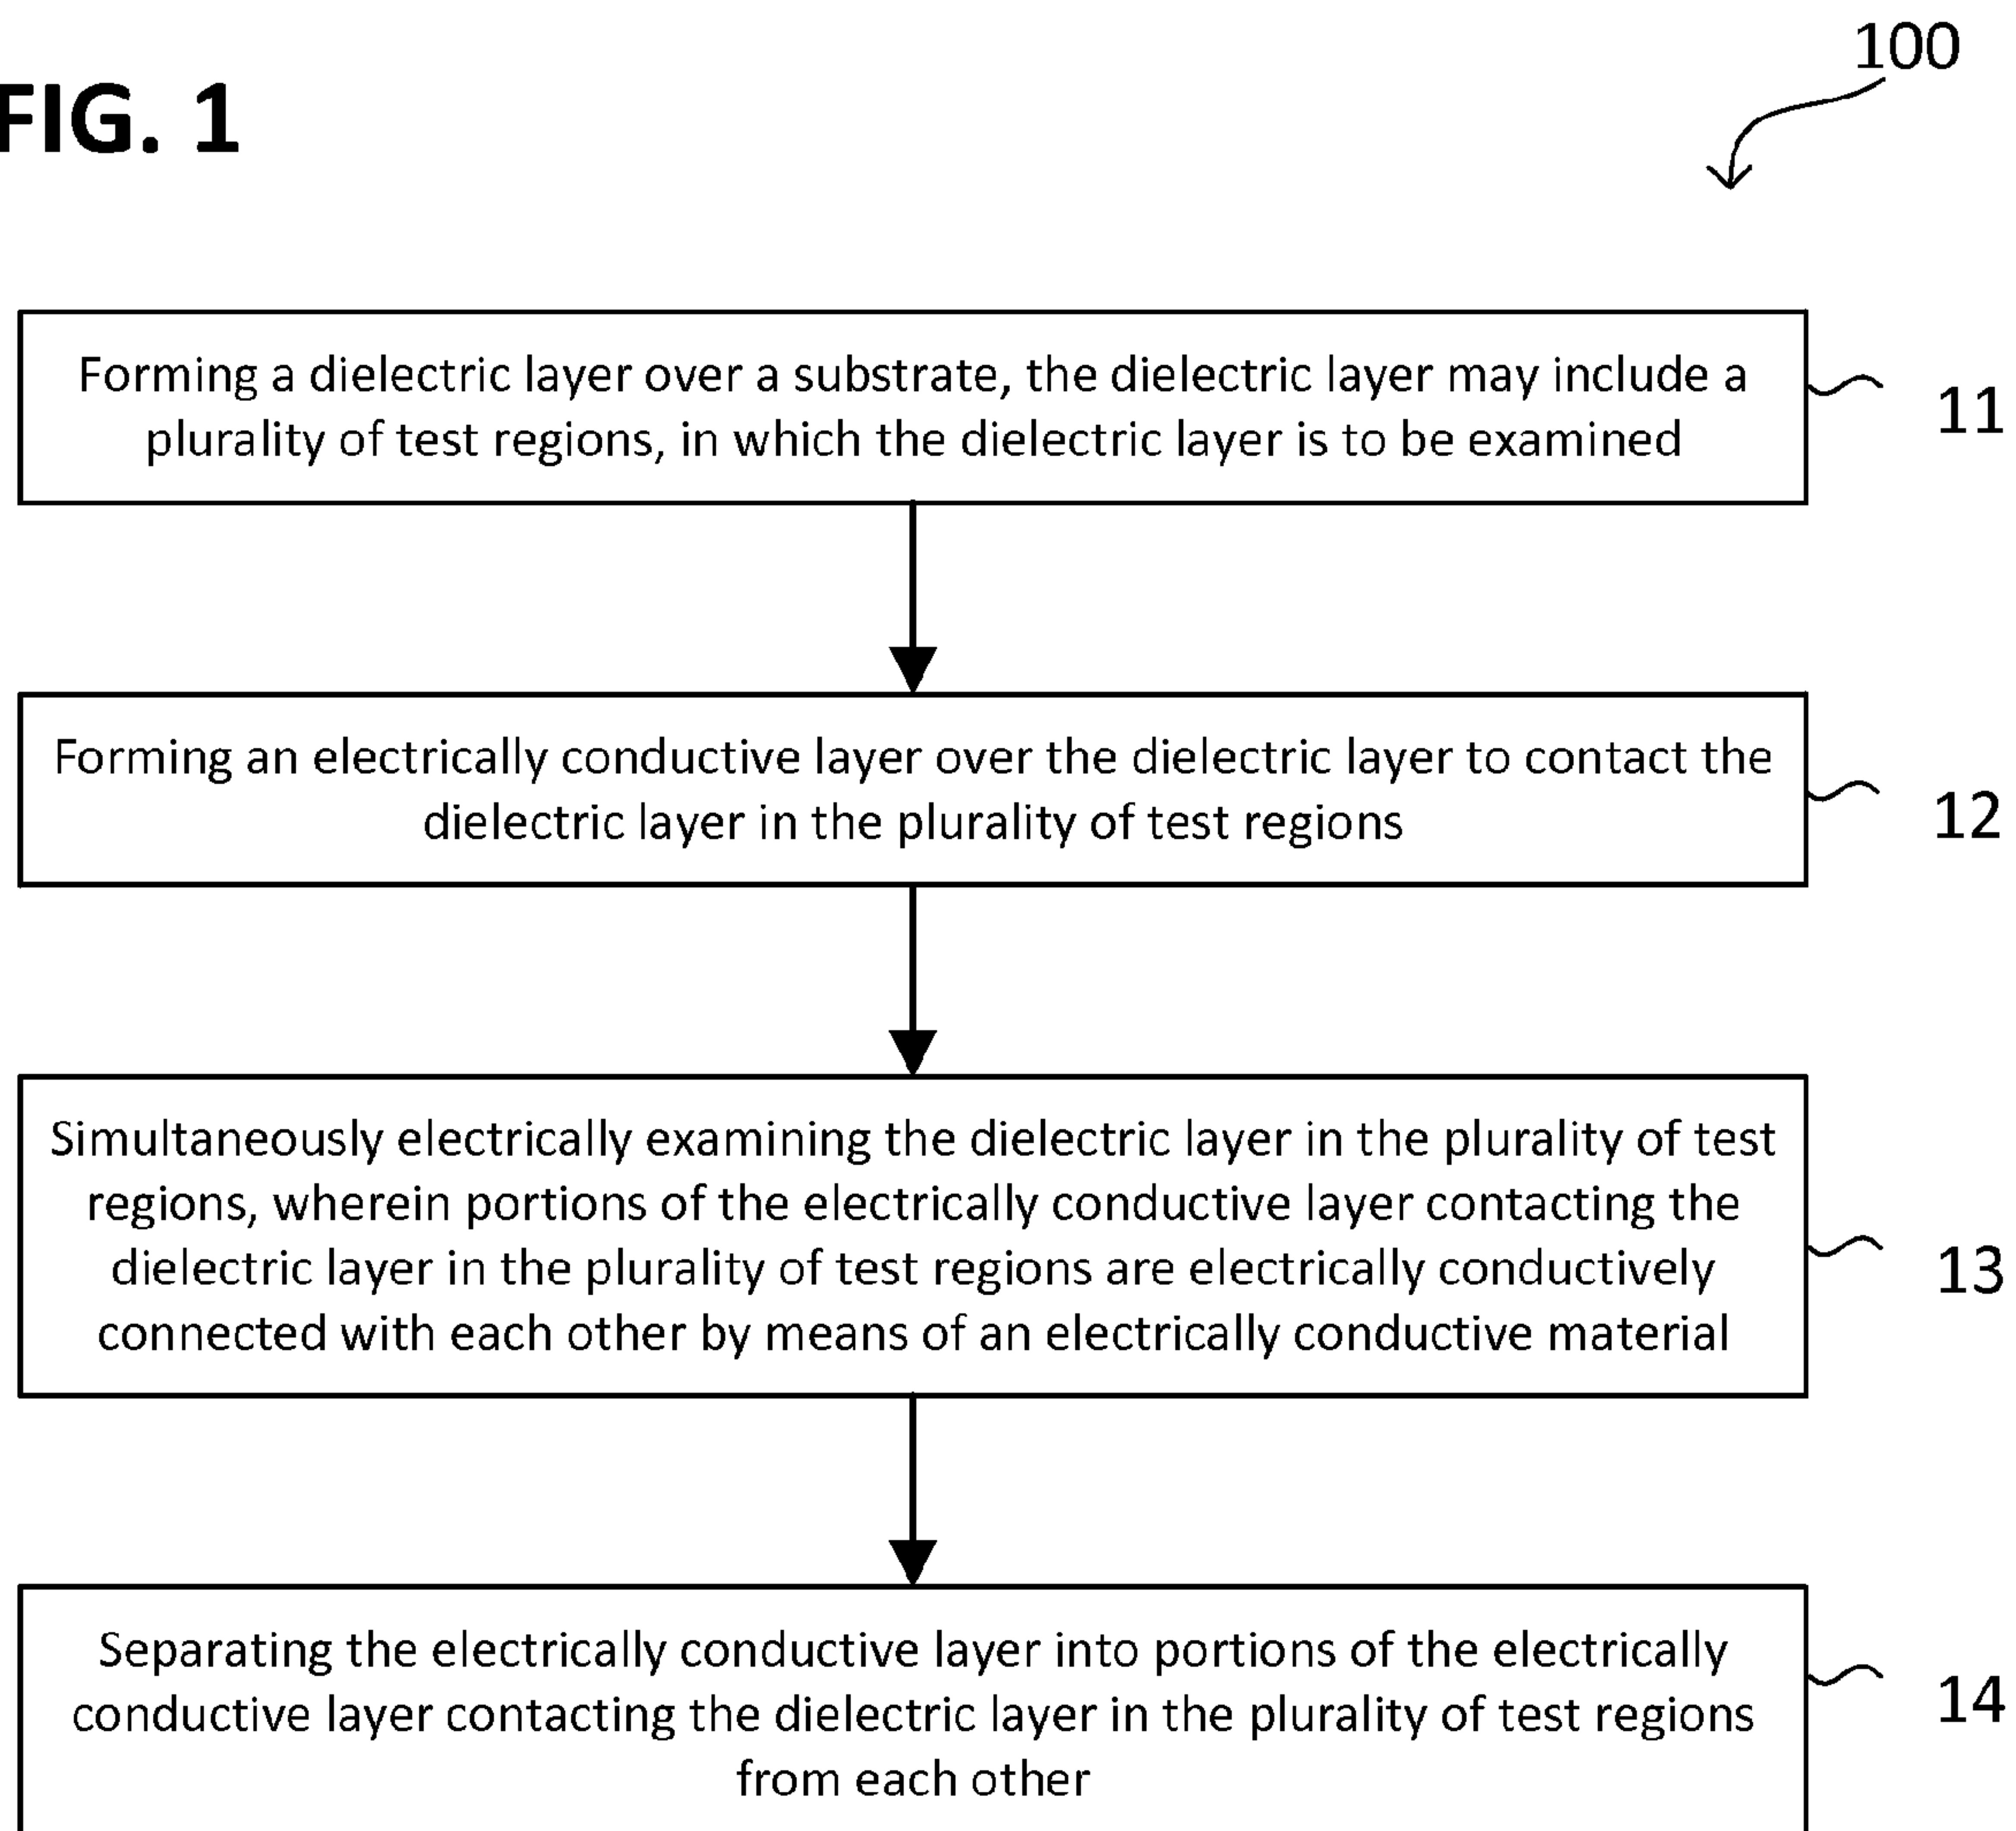 100
FIG. 1
Forming a dielectric layer over a substrate, the dielectric layer may include a
plurality of test regions, in which the dielectric layer is to be examined
11
Forming an electrically conductive layer over the dielectric layer to contact the
dielectric layer in the plurality of test regions
12
Simultaneously electrically examining the dielectric layer in the plurality of test
regions, wherein portions of the electrically conductive layer contacting the
dielectric layer in the plurality of test regions are electrically conductively
connected with each other by means of an electrically conductive material
13
Separating the electrically conductive layer into portions of the electrically
conductive layer contacting the dielectric layer in the plurality of test regions
from each other
14